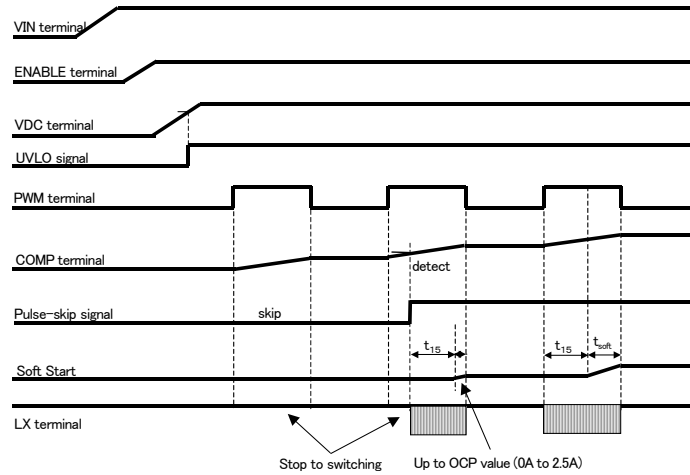 VIN terminal
ENABLE terminal
VDC terminal
UVLO signal
PWM terminal
COMP terminal
detect
Pulse-skip signal
skip
t15
t15
tsoft
Soft Start
LX terminal
Stop to switching
Up to OCP value (0A to 2.5A)